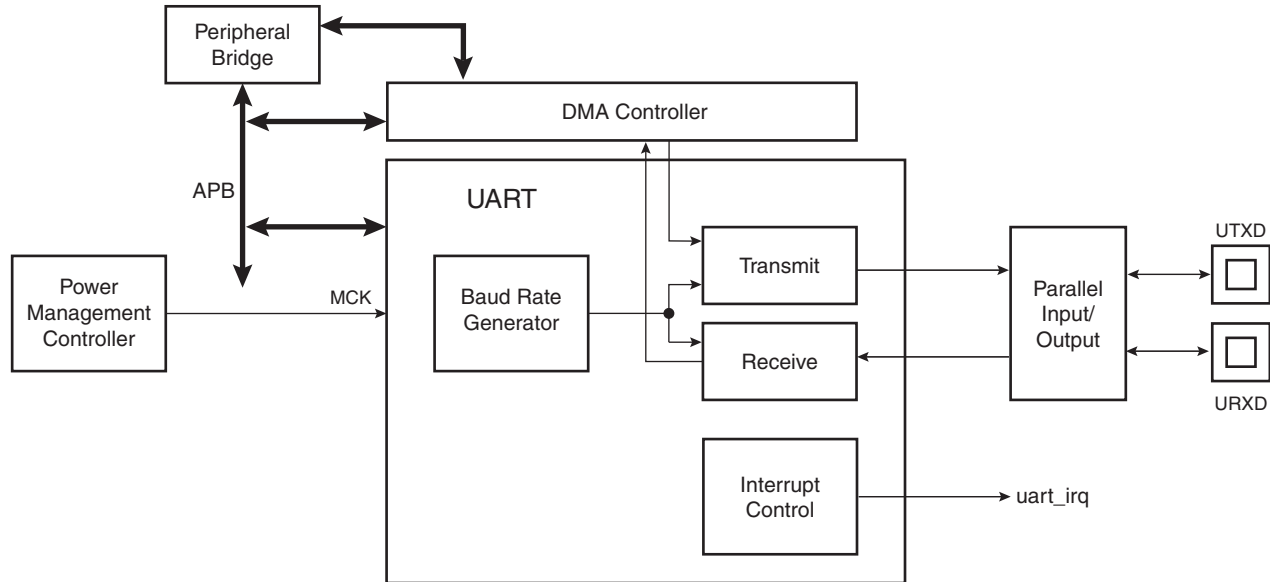 Peripheral
Bridge
DMA Controller
APB
UART
Power
Management
Controller
MCK
Baud Rate
Generator
Transmit
Receive
Parallel
Input/
Output
UTXD
URXD
Interrupt
Control
uart_irq